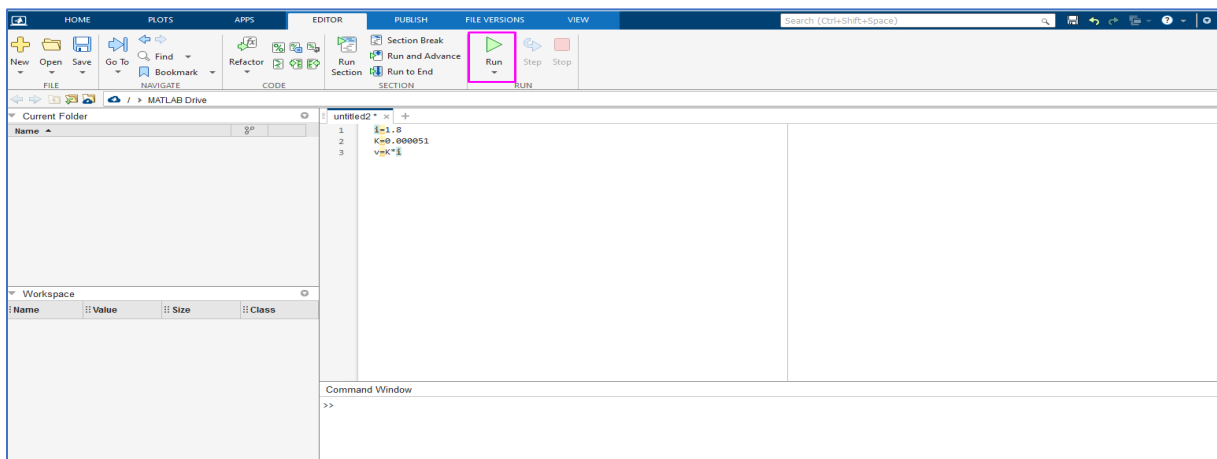 HOME PLOTS APPS EDITOR PUBLISH FILE VERSIONS VIEW Search (Ctrl+Shift+Space)
New Open Save Go To Find Bookmark Refactor Run Section Section Break Run and Advance Run to End Run Step Stop
FILE NAVIGATE CODE SECTION RUN
/ > MATLAB Drive
Current Folder
Name
untitled2 * × +
1 i=1.8
2 K=0.000051
3 v=K*i
Workspace
Name Value Size Class
Command Window
>>